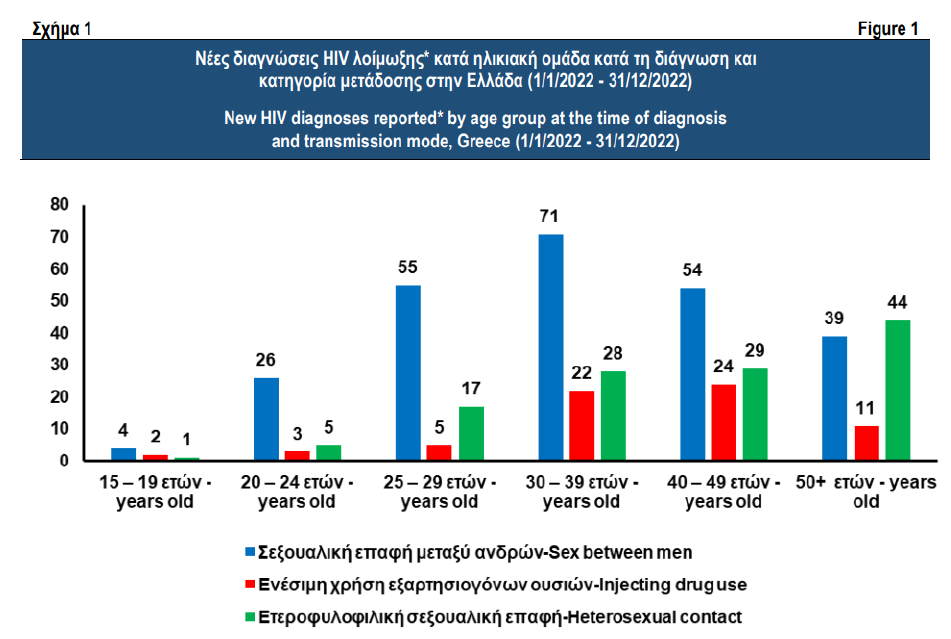 Σχήμα 1
Figure 1
Νέες διαγνώσεις HIV λοίμωξης* κατά ηλικιακή ομάδα κατά τη διάγνωση και
κατηγορία μετάδοσης στην Ελλάδα (1/1/2022 - 31/12/2022)
New HIV diagnoses reported* by age group at the time of diagnosis
and transmission mode, Greece (1/1/2022 - 31/12/2022)
80
70
60
50
40
30
20
10
0
4
2
1
26
3
5
55
5
17
71
22
28
54
24
29
39
11
44
15 – 19 ετών -
years old
20 – 24 ετών -
years old
25 – 29 ετών -
years old
30 – 39 ετών -
years old
40 – 49 ετών -
years old
50+ ετών - years
old
Σεξουαλική επαφή μεταξύ ανδρών-Sex between men
Ενέσιμη χρήση εξαρτησιογόνων ουσιών-Injecting drug use
Ετεροφυλοφιλική σεξουαλική επαφή-Heterosexual contact